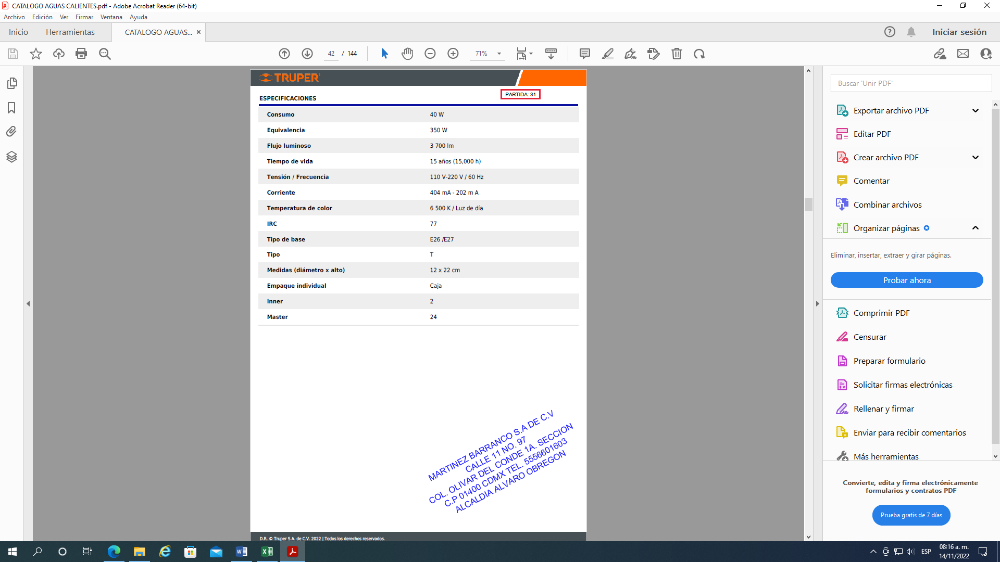 CATALOGO AGUAS CALIENTES.pdf - Adobe Acrobat Reader (64-bit)
Archivo Edición Ver Firmar Ventana Ayuda
Inicio Herramientas CATALOGO AGUAS... × Iniciar sesión
42 / 144 71%
TRUPER
PARTIDA: 31
ESPECIFICACIONES
Consumo 40 W
Equivalencia 350 W
Flujo luminoso 3 700 lm
Tiempo de vida 15 años (15,000 h)
Tensión / Frecuencia 110 V-220 V / 60 Hz
Corriente 404 mA - 202 m A
Temperatura de color 6 500 K / Luz de día
IRC 77
Tipo de base E26 /E27
Tipo T
Medidas (diámetro x alto) 12 x 22 cm
Empaque individual Caja
Inner 2
Master 24
MARTINEZ BARRANCO S.A DE C.V
CALLE 11 NO. 97
COL. OLIVAR DEL CONDE 1A. SECCION
C.P 01400 CDMX TEL. 5556601603
ALCALDIA ALVARO OBREGON
D.R. © Truper S.A. de C.V. 2022 | Todos los derechos reservados.
Buscar 'Unir PDF'
Exportar archivo PDF
Editar PDF
Crear archivo PDF
Comentar
Combinar archivos
Organizar páginas
Eliminar, insertar, extraer y girar páginas.
Probar ahora
Comprimir PDF
Censurar
Preparar formulario
Solicitar firmas electrónicas
Rellenar y firmar
Enviar para recibir comentarios
Más herramientas
Convierte, edita y firma electrónicamente
formularios y contratos PDF
Prueba gratis de 7 días
ESP
08:16 a. m.
14/11/2022